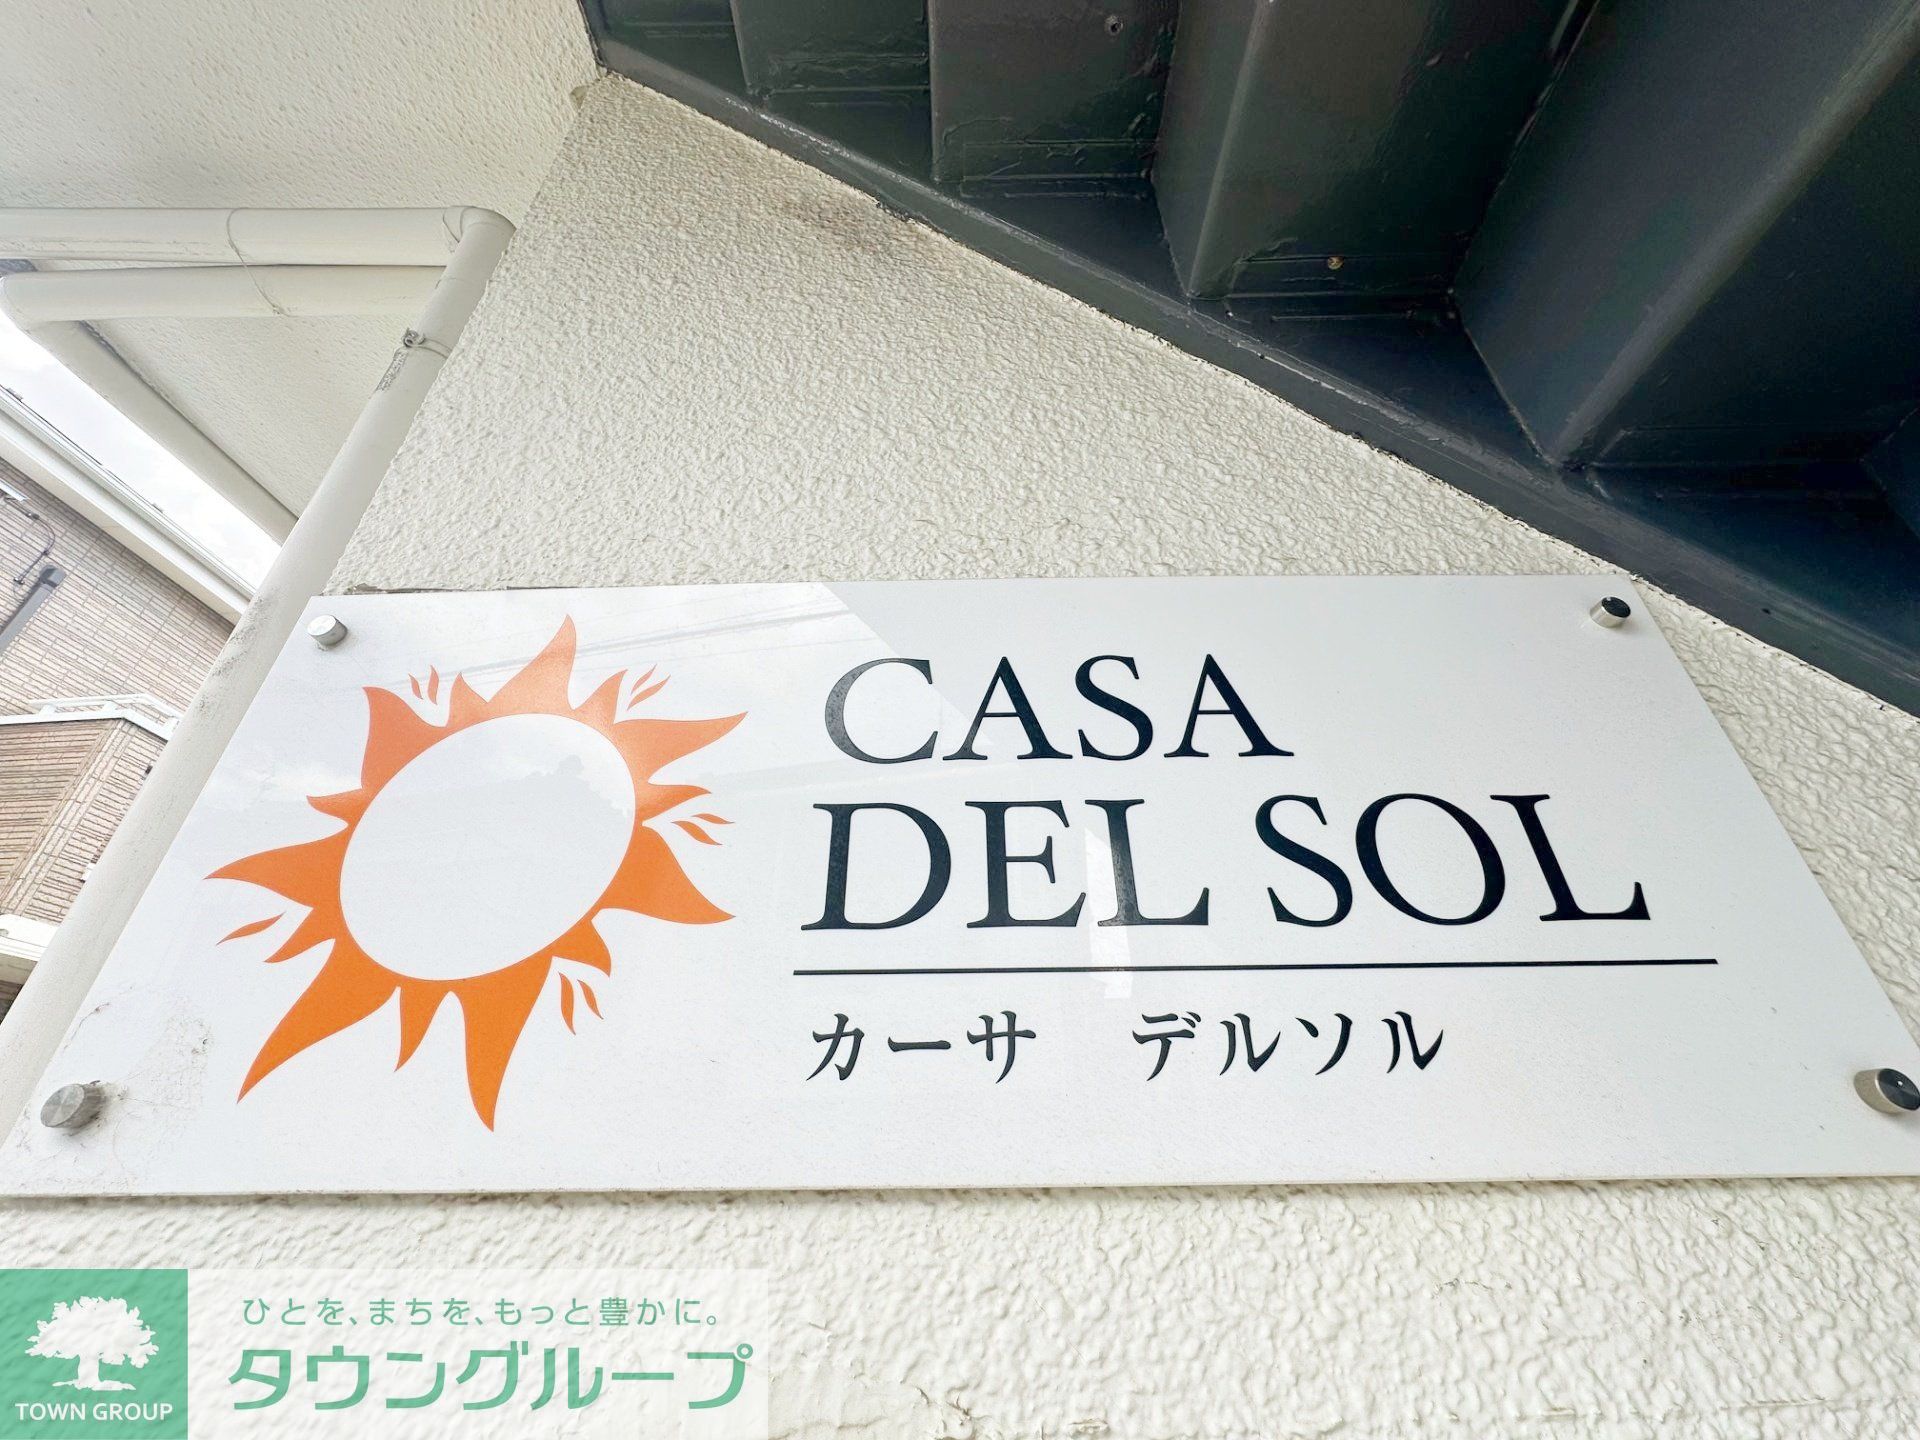 CASA
DEL SOL
カーサ　デルソル
ひとを、まちを、もっと豊かに。
タウングループ
TOWN GROUP